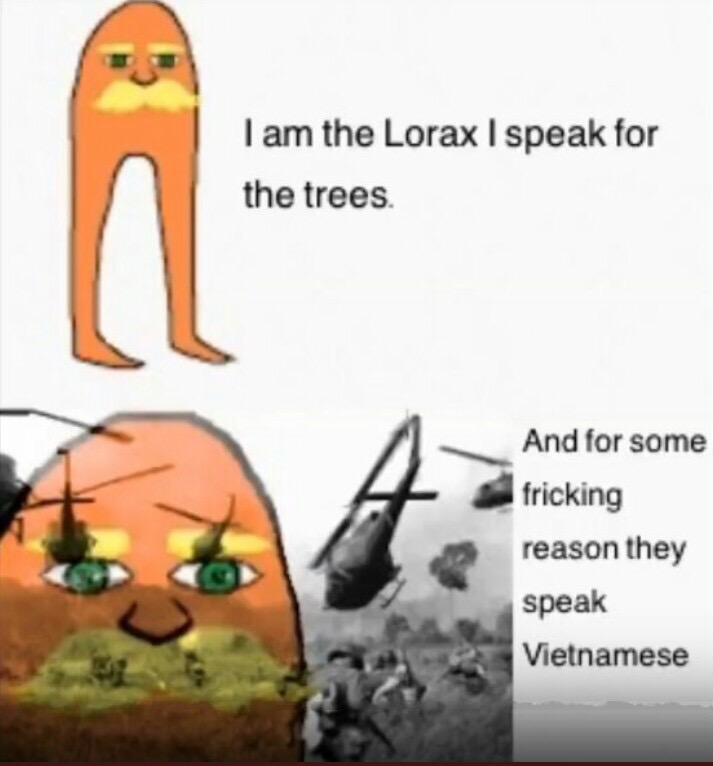 I am the Lorax I speak for
the trees.
And for some
fricking
reason they
speak
Vietnamese